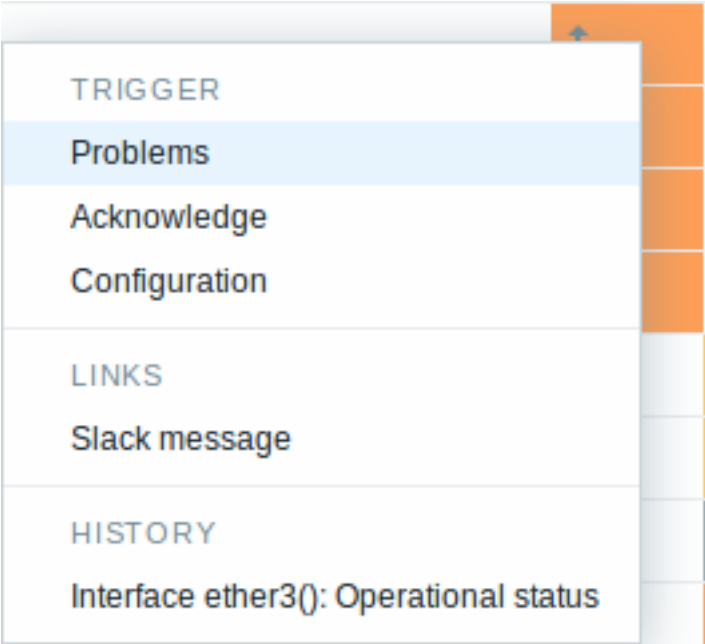 TRIGGER
Problems
Acknowledge
Configuration
LINKS
Slack message
HISTORY
Interface ether3(): Operational status